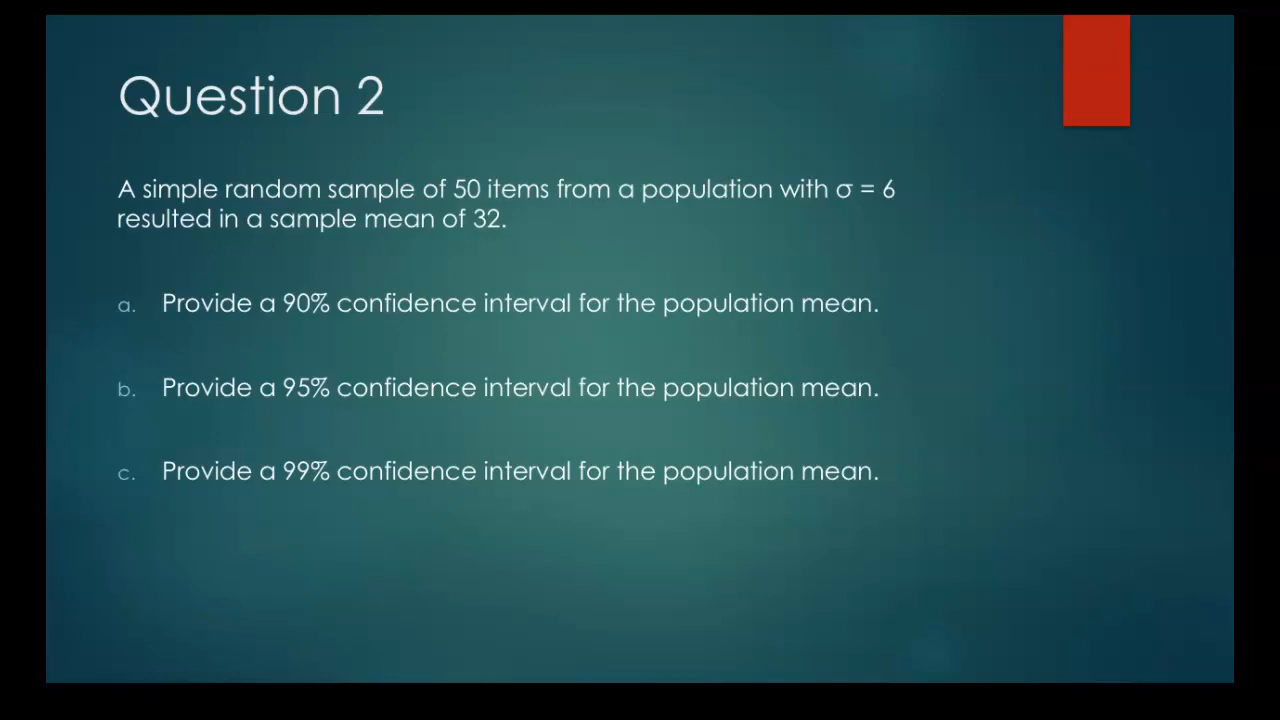 Question 2
A simple random sample of 50 items from a population with σ = 6
resulted in a sample mean of 32.
a. Provide a 90% confidence interval for the population mean.
b. Provide a 95% confidence interval for the population mean.
c. Provide a 99% confidence interval for the population mean.